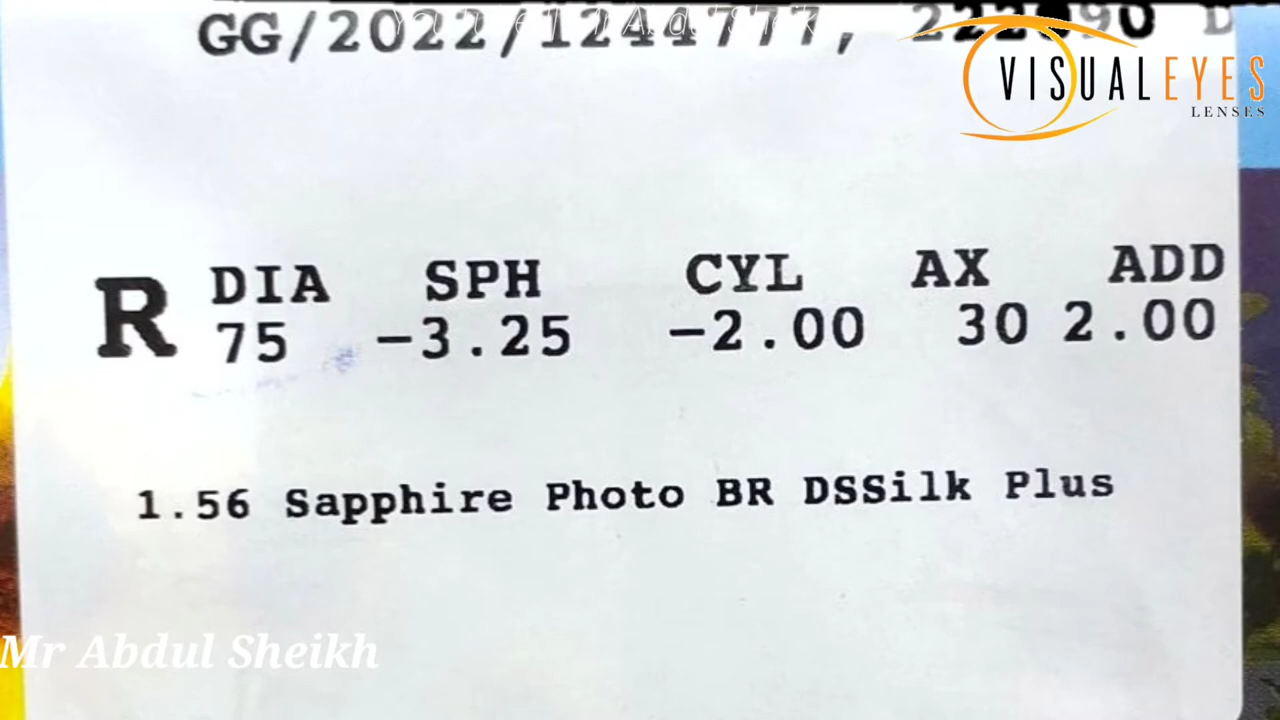 GG/2022/1244777,
VISUALEYES
LENSES
R
DIA SPH CYL AX ADD
75 -3.25 -2.00 30 2.00
1.56 Sapphire Photo BR DSSilk Plus
Mr Abdul Sheikh